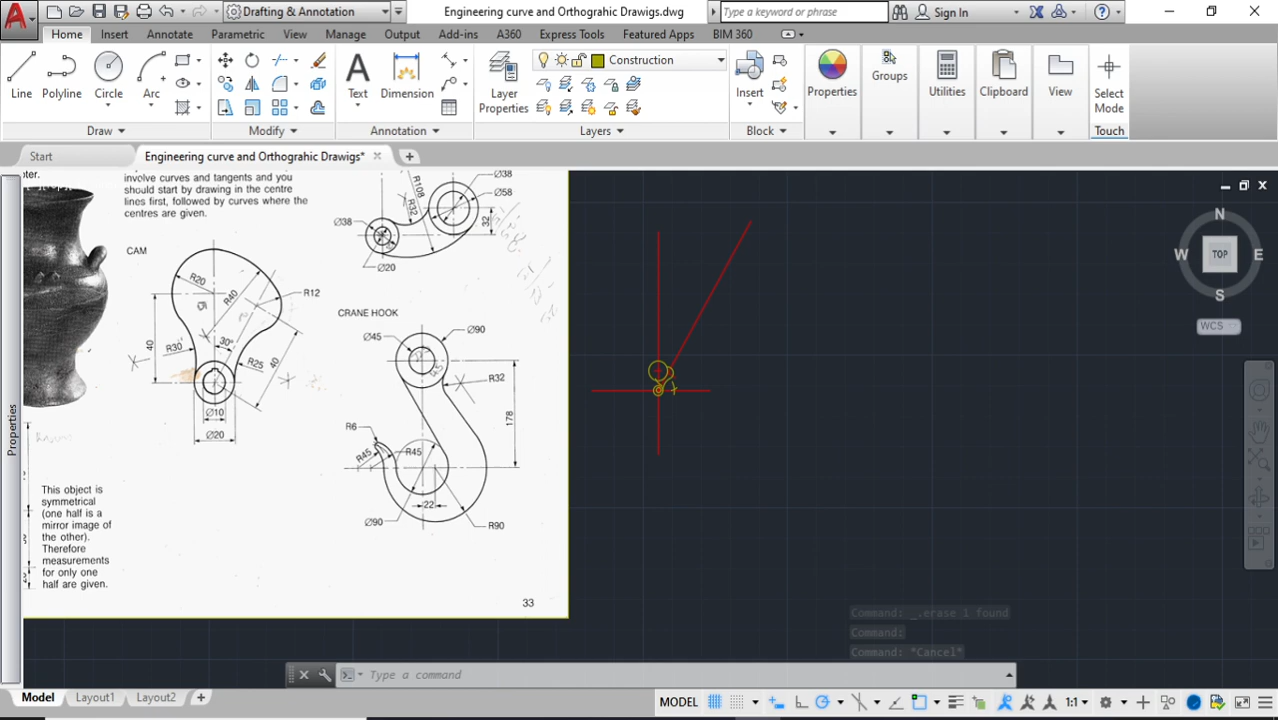 Drafting & Annotation
Engineering curve and Orthograhic Drawigs.dwg
Type a keyword or phrase
Sign In
Home
Insert
Annotate
Parametric
View
Manage
Output
Add-ins
A360
Express Tools
Featured Apps
BIM 360
Line
Polyline
Circle
Arc
Text
Dimension
Layer
Properties
Construction
Insert
Properties
Groups
Utilities
Clipboard
View
Select
Mode
Draw
Modify
Annotation
Layers
Block
Touch
Start
Engineering curve and Orthograhic Drawigs*
Properties
oter.
involve curves and tangents and you
should start by drawing in the centre
lines first, followed by curves where the
centres are given.
CAM
R20
R40
R12
40
R30
30°
R25
40
Ø10
Ø20
R108
R32
Ø38
Ø58
32
Ø38
Ø20
CRANE HOOK
Ø45
Ø90
R32
178
R6
R45
R45
22
Ø90
R90
This object is
symmetrical
(one half is a
mirror image of
the other).
Therefore
measurements
for only one
half are given.
33
N
W
TOP
E
S
WCS
Command: _.erase 1 found
Command:
Command: *Cancel*
Type a command
Model
Layout1
Layout2
MODEL
1:1